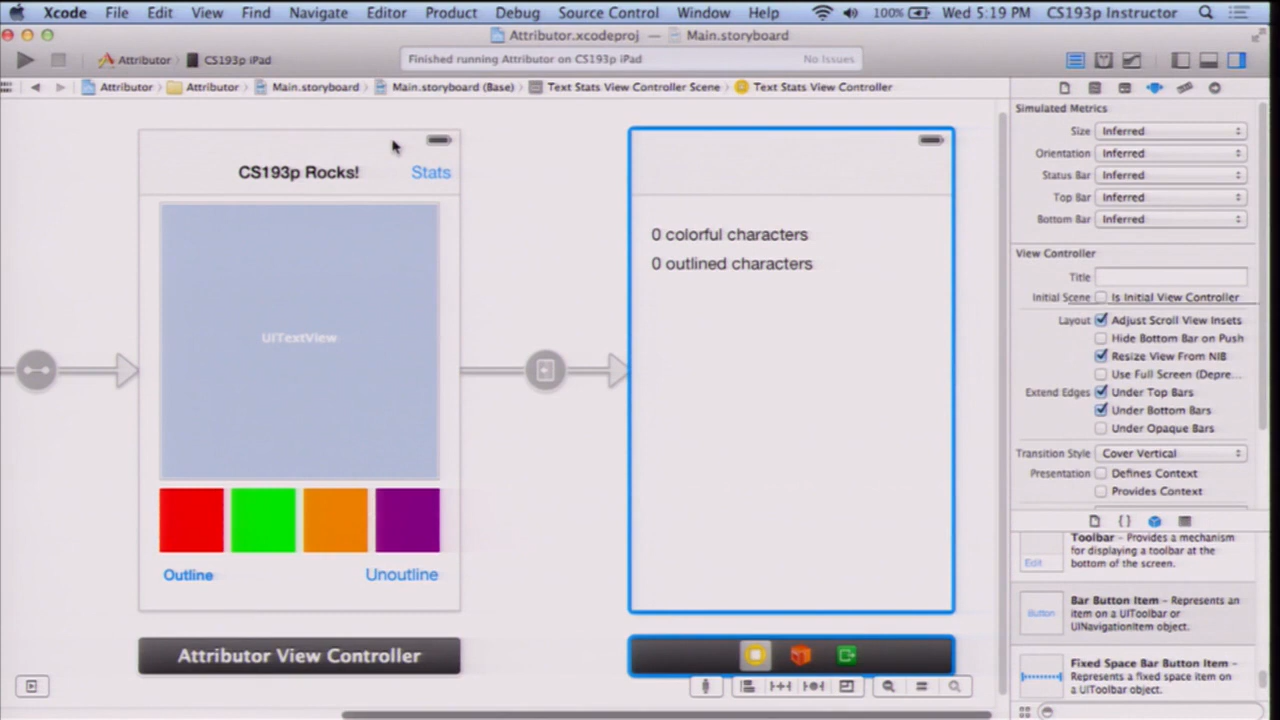 Xcode File Edit View Find Navigate Editor Product Debug Source Control Window Help 100% Wed 5:19 PM CS193p Instructor
Attributor.xcodeproj — Main.storyboard
Attributor › CS193p iPad Finished running Attributor on CS193p iPad No Issues
Attributor › Attributor › Main.storyboard › Main.storyboard (Base) › Text Stats View Controller Scene › Text Stats View Controller
CS193p Rocks! Stats
UITextView
Outline Unoutline
Attributor View Controller
0 colorful characters
0 outlined characters
Simulated Metrics
Size Inferred
Orientation Inferred
Status Bar Inferred
Top Bar Inferred
Bottom Bar Inferred
View Controller
Title
Initial Scene Is Initial View Controller
Layout Adjust Scroll View Insets
Hide Bottom Bar on Push
Resize View From NIB
Use Full Screen (Depre...
Extend Edges Under Top Bars
Under Bottom Bars
Under Opaque Bars
Transition Style Cover Vertical
Presentation Defines Context
Provides Context
Toolbar – Provides a mechanism
for displaying a toolbar at the
bottom of the screen.
Edit
Bar Button Item – Represents an
item on a UIToolbar or
UINavigationItem object.
Button
Fixed Space Bar Button Item –
Represents a fixed space item on
a UIToolbar object.